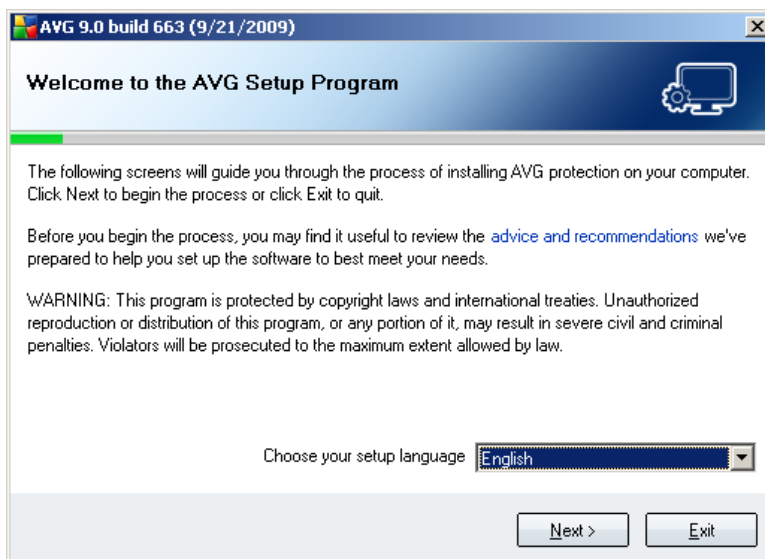 AVG 9.0 build 663 (9/21/2009)
Welcome to the AVG Setup Program
The following screens will guide you through the process of installing AVG protection on your computer.
Click Next to begin the process or click Exit to quit.
Before you begin the process, you may find it useful to review the advice and recommendations we've
prepared to help you set up the software to best meet your needs.
WARNING: This program is protected by copyright laws and international treaties. Unauthorized
reproduction or distribution of this program, or any portion of it, may result in severe civil and criminal
penalties. Violators will be prosecuted to the maximum extent allowed by law.
Choose your setup language English
Next > Exit